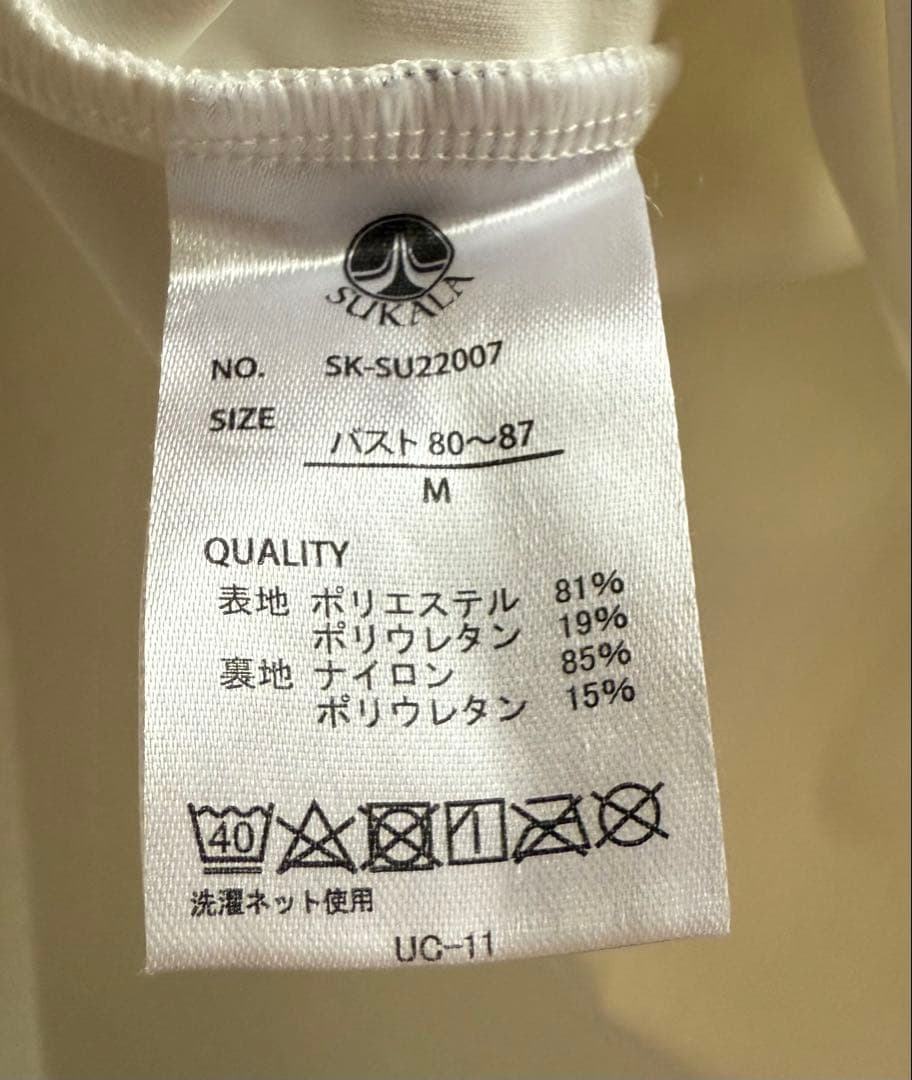 SUKALA
NO. SK-SU22007
SIZE
バスト 80～87
M
QUALITY
表地 ポリエステル 81%
ポリウレタン 19%
裏地 ナイロン 85%
ポリウレタン 15%
40
洗濯ネット使用
UC-11